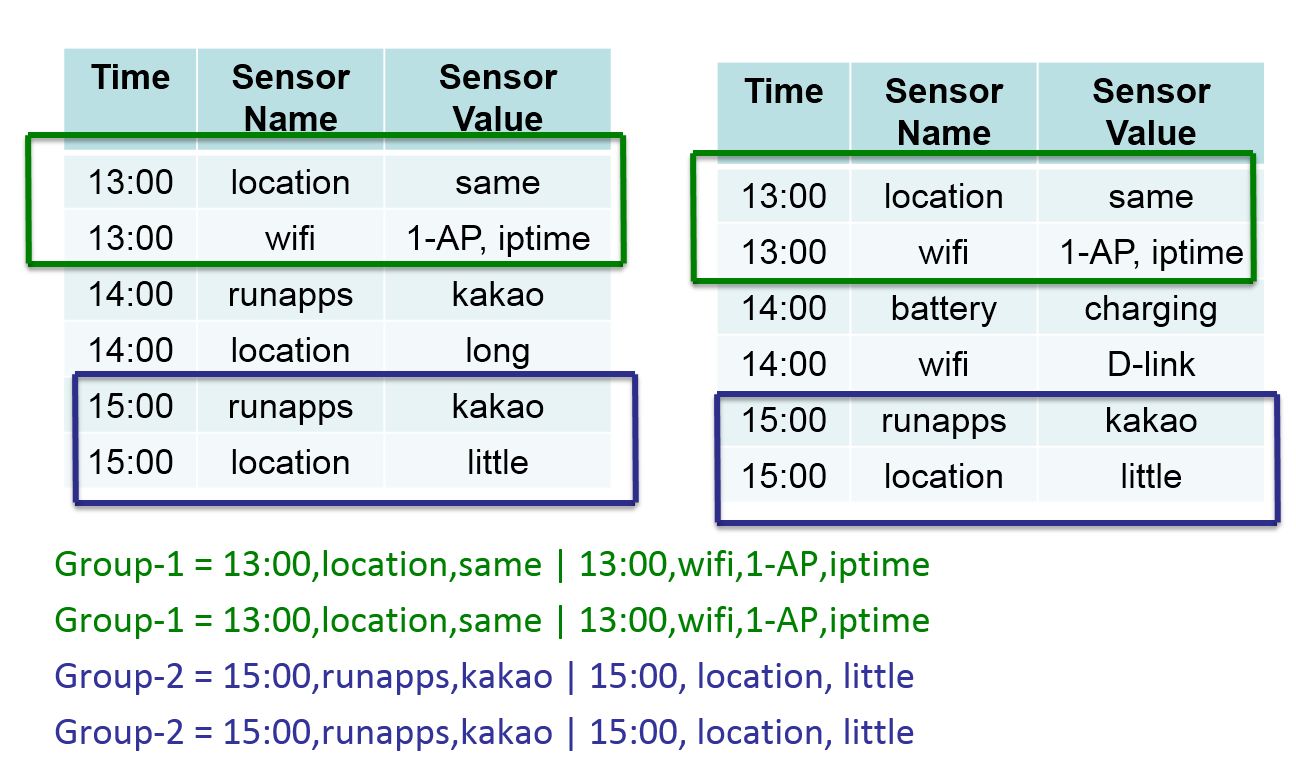 Time Sensor Name Sensor Value
13:00 location same
13:00 wifi 1-AP, iptime
14:00 runapps kakao
14:00 location long
15:00 runapps kakao
15:00 location little
Time Sensor Name Sensor Value
13:00 location same
13:00 wifi 1-AP, iptime
14:00 battery charging
14:00 wifi D-link
15:00 runapps kakao
15:00 location little
Group-1 = 13:00,location,same | 13:00,wifi,1-AP,iptime
Group-1 = 13:00,location,same | 13:00,wifi,1-AP,iptime
Group-2 = 15:00,runapps,kakao | 15:00, location, little
Group-2 = 15:00,runapps,kakao | 15:00, location, little